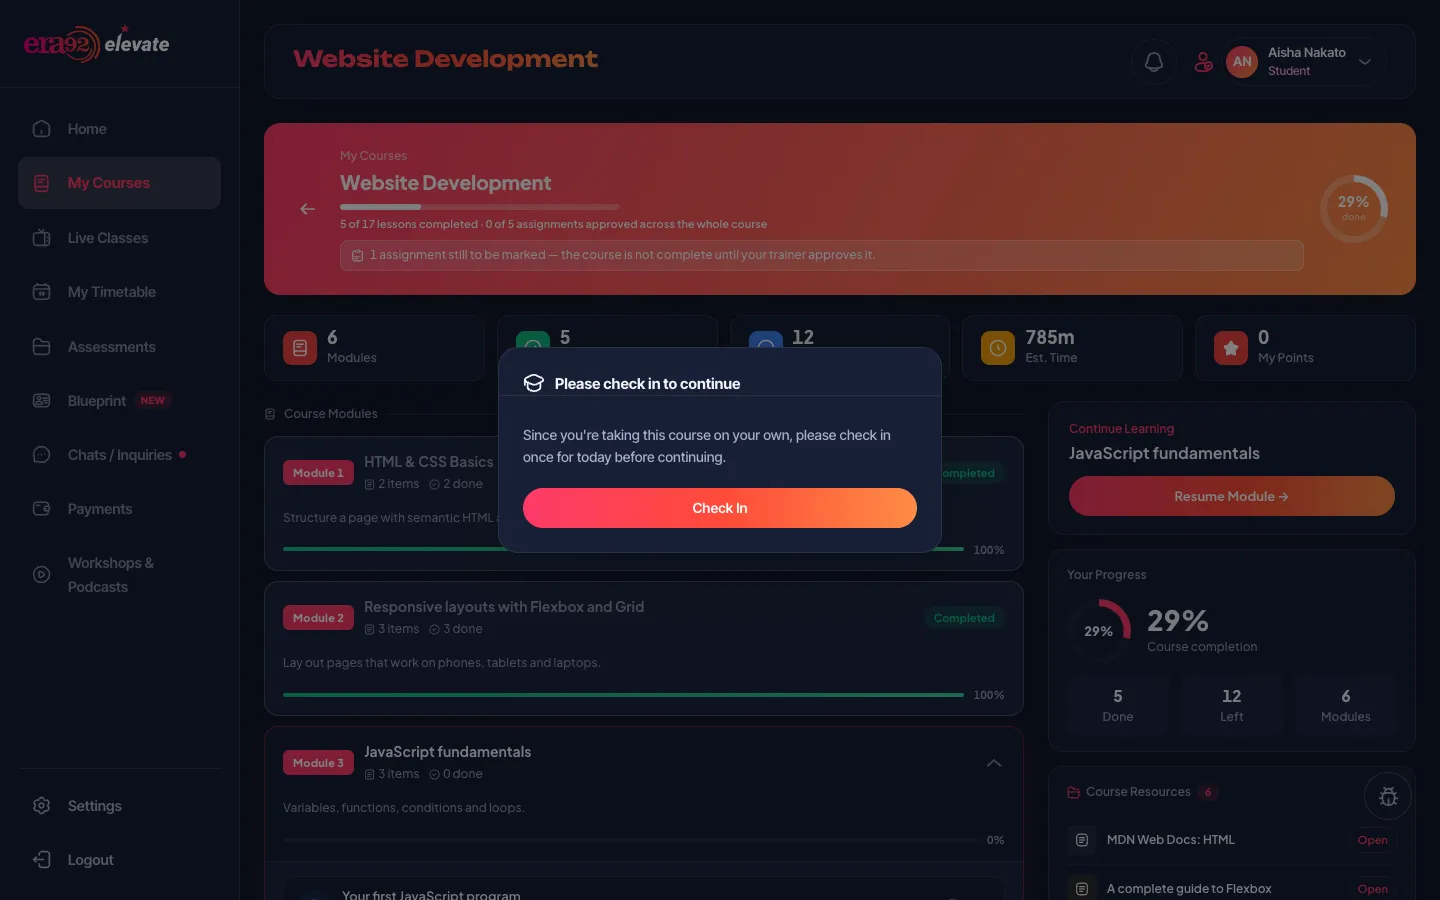 era92 elevate
Home
My Courses
Live Classes
My Timetable
Assessments
Blueprint NEW
Chats / Inquiries
Payments
Workshops &
Podcasts
Settings
Logout
Website Development
AN
Aisha Nakato
Student
My Courses
Website Development
5 of 17 lessons completed · 0 of 5 assignments approved across the whole course
1 assignment still to be marked — the course is not complete until your trainer approves it.
29%
done
6
Modules
5
12
785m
Est. Time
0
My Points
Please check in to continue
Since you're taking this course on your own, please check in
once for today before continuing.
Check In
Course Modules
Module 1
HTML & CSS Basics
2 items 2 done
Structure a page with semantic HTML
100%
Module 2
Responsive layouts with Flexbox and Grid
3 items 3 done
Completed
Lay out pages that work on phones, tablets and laptops.
100%
Module 3
JavaScript fundamentals
3 items 0 done
Variables, functions, conditions and loops.
0%
Your first JavaScript program
Continue Learning
JavaScript fundamentals
Resume Module →
Your Progress
29%
29%
Course completion
5
Done
12
Left
6
Modules
Course Resources 6
MDN Web Docs: HTML
Open
A complete guide to Flexbox
Open